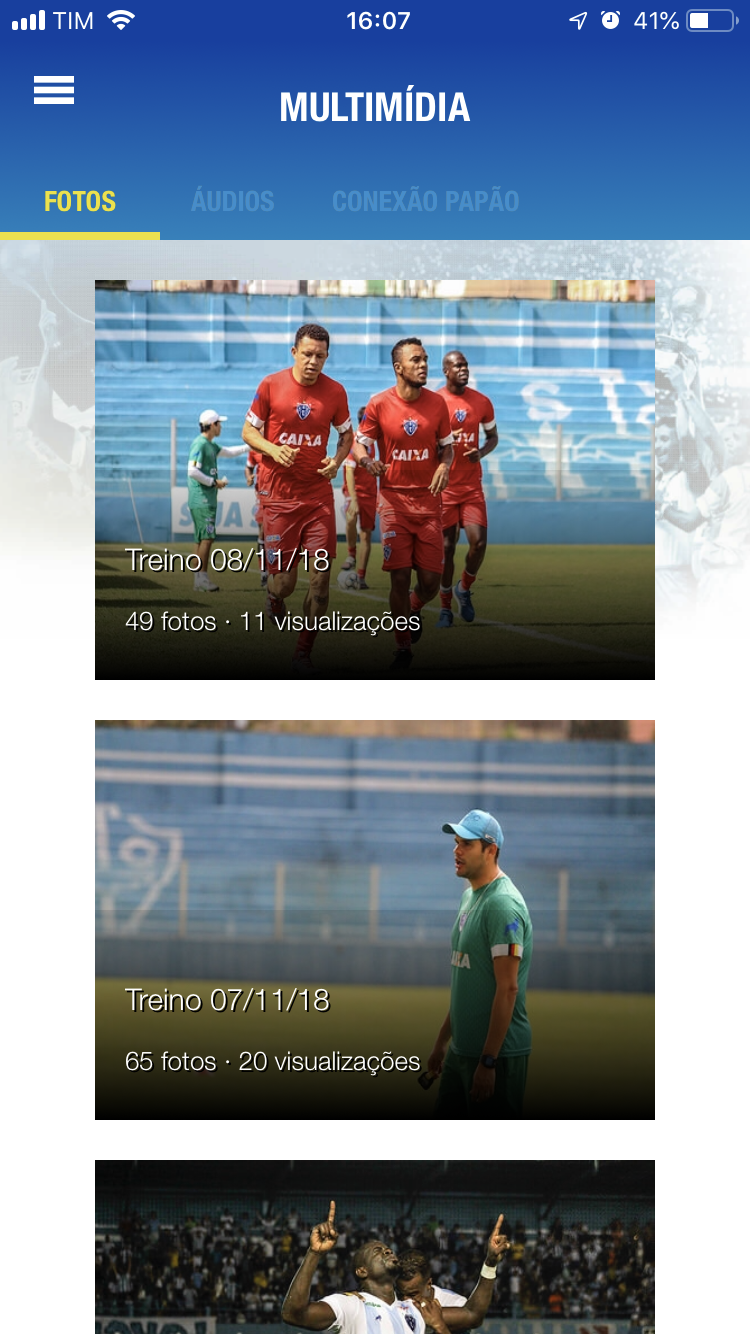 TIM 16:07 41%
MULTIMÍDIA
FOTOS ÁUDIOS CONEXÃO PAPÃO
CAIXA CAIXA
Treino 08/11/18
49 fotos · 11 visualizações
Treino 07/11/18
65 fotos · 20 visualizações